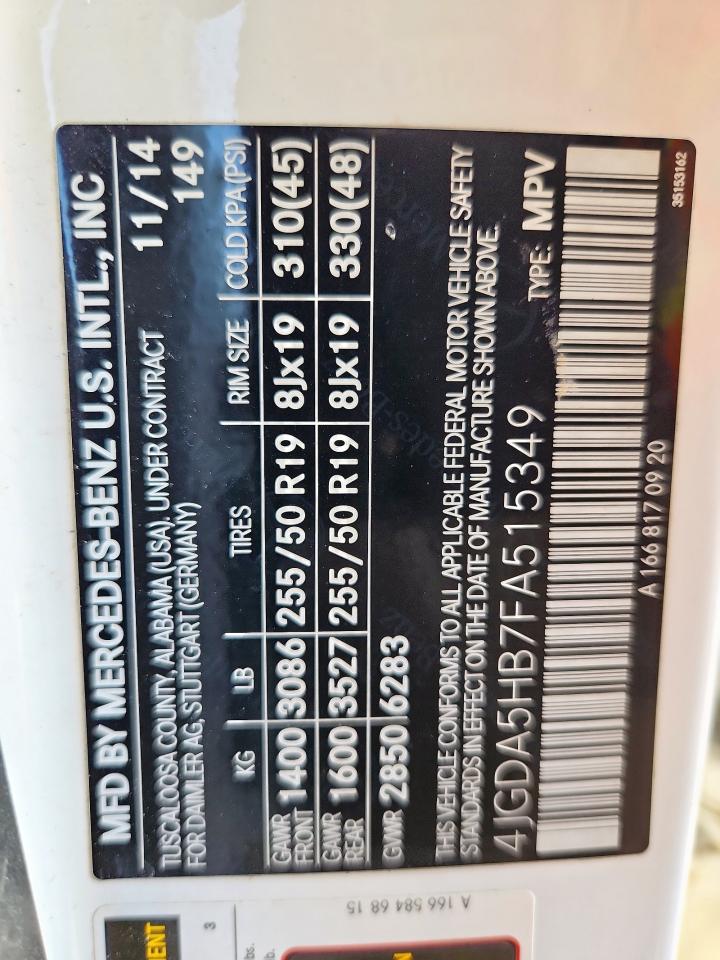 MFD BY MERCEDES-BENZ U.S. INTL., INC
TUSCALOOSA COUNTY, ALABAMA (USA), UNDER CONTRACT 11/14
FOR DAIMLER AG, STUTTGART (GERMANY) 149
KG LB TIRES RIM SIZE COLD KPA(PSI)
GAWR FRONT 1400 3086 255/50 R19 8Jx19 310(45)
GAWR REAR 1600 3527 255/50 R19 8Jx19 330(48)
GVWR 2850 6283
THIS VEHICLE CONFORMS TO ALL APPLICABLE FEDERAL MOTOR VEHICLE SAFETY
STANDARDS IN EFFECT ON THE DATE OF MANUFACTURE SHOWN ABOVE.
4JGDA5HB7FA515349 TYPE: MPV
A 166 817 09 20
35153162
A 166 584 68 15
3